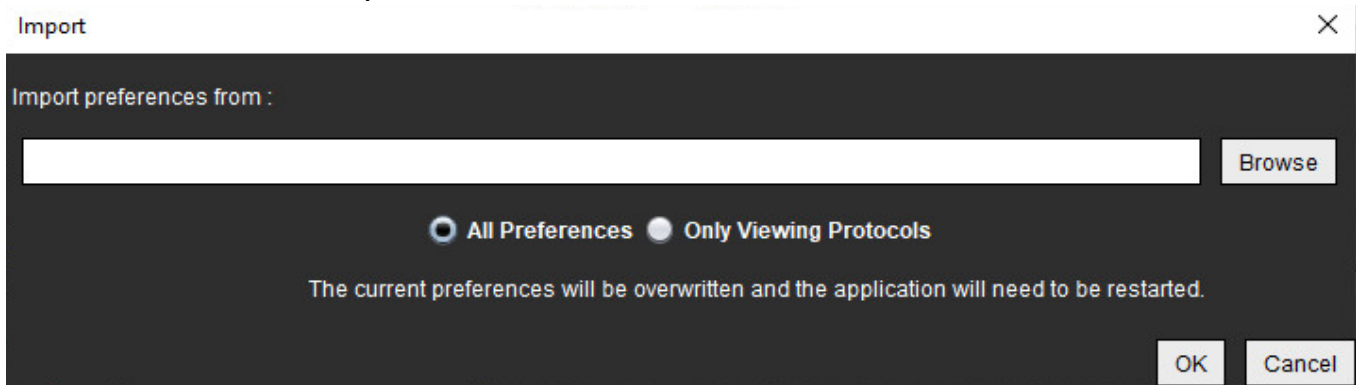 Import
Import preferences from :
Browse
All Preferences Only Viewing Protocols
The current preferences will be overwritten and the application will need to be restarted.
OK Cancel